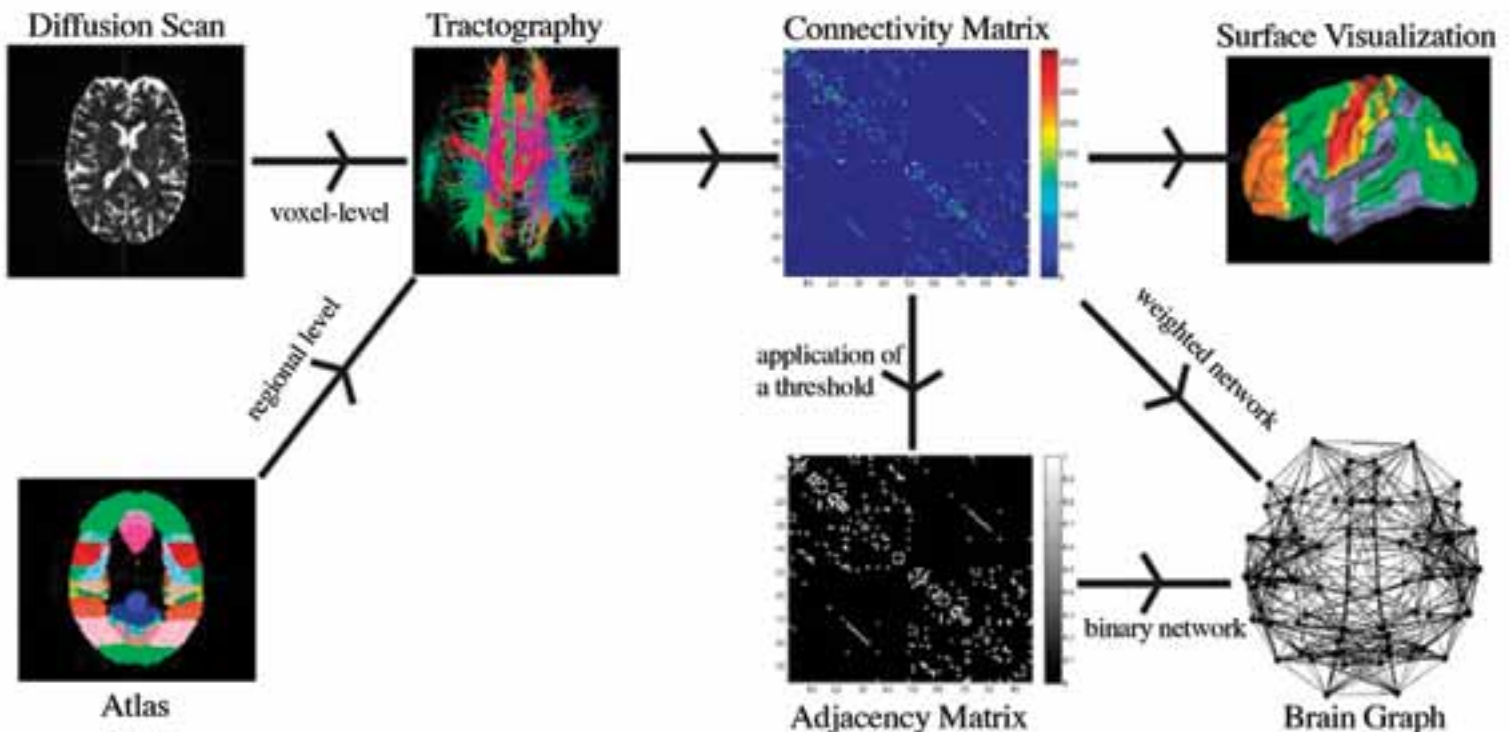 Diffusion Scan
Tractography
Connectivity Matrix
Surface Visualization
voxel-level
regional level
application of
a threshold
weighted network
binary network
Atlas
Adjacency Matrix
Brain Graph